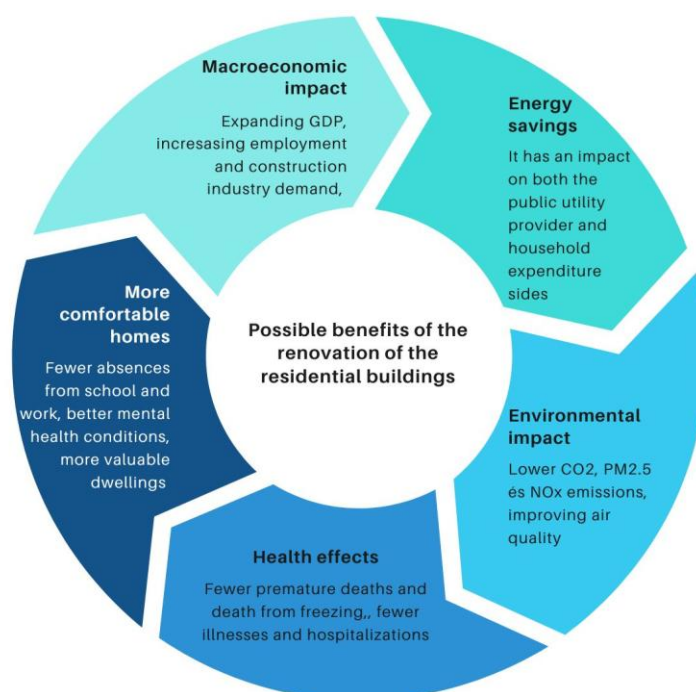 Possible benefits of the
renovation of the
residential buildings
Macroeconomic
impact
Expanding GDP,
incresasing employment
and construction
industry demand,
Energy
savings
It has an impact
on both the
public utility
provider and
household
expenditure
sides
Environmental
impact
Lower CO2, PM2.5
és NOx emissions,
improving air
quality
Health effects
Fewer premature deaths and
death from freezing,, fewer
illnesses and hospitalizations
More
comfortable
homes
Fewer absences
from school and
work, better mental
health conditions,
more valuable
dwellings